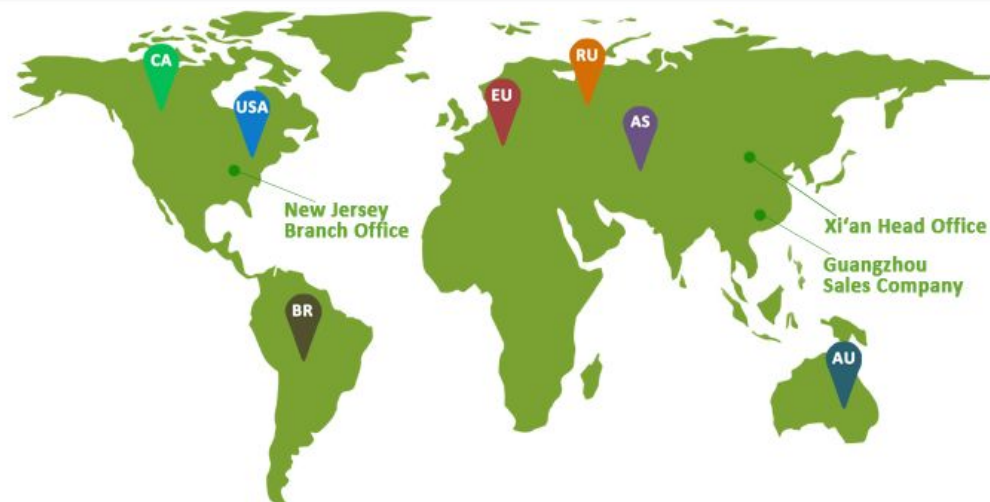 CA
RU
USA
EU
AS
New Jersey
Branch Office
Xi‘an Head Office
Guangzhou
Sales Company
BR
AU